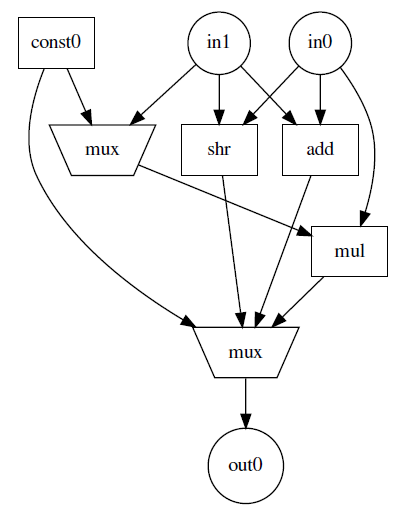 const0
in1
in0
mux
shr
add
mul
mux
out0